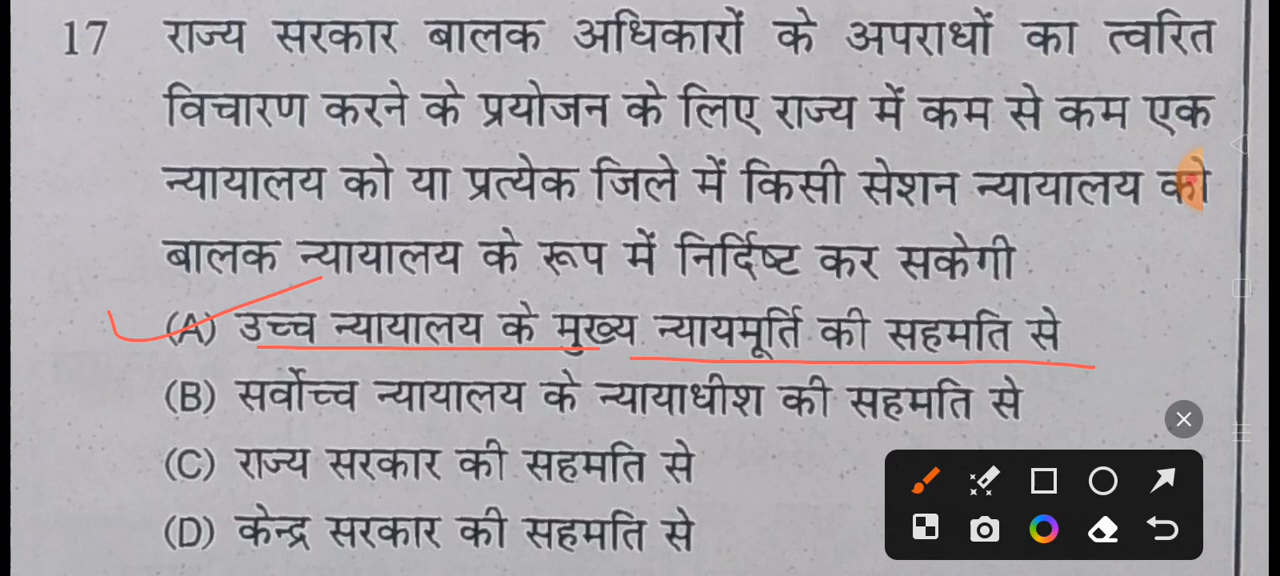 17 राज्य सरकार बालक अधिकारों के अपराधों का त्वरित
विचारण करने के प्रयोजन के लिए राज्य में कम से कम एक
न्यायालय को या प्रत्येक जिले में किसी सेशन न्यायालय को
बालक न्यायालय के रूप में निर्दिष्ट कर सकेगी
(A) उच्च न्यायालय के मुख्य न्यायमूर्ति की सहमति से
(B) सर्वोच्च न्यायालय के न्यायाधीश की सहमति से
(C) राज्य सरकार की सहमति से
(D) केन्द्र सरकार की सहमति से